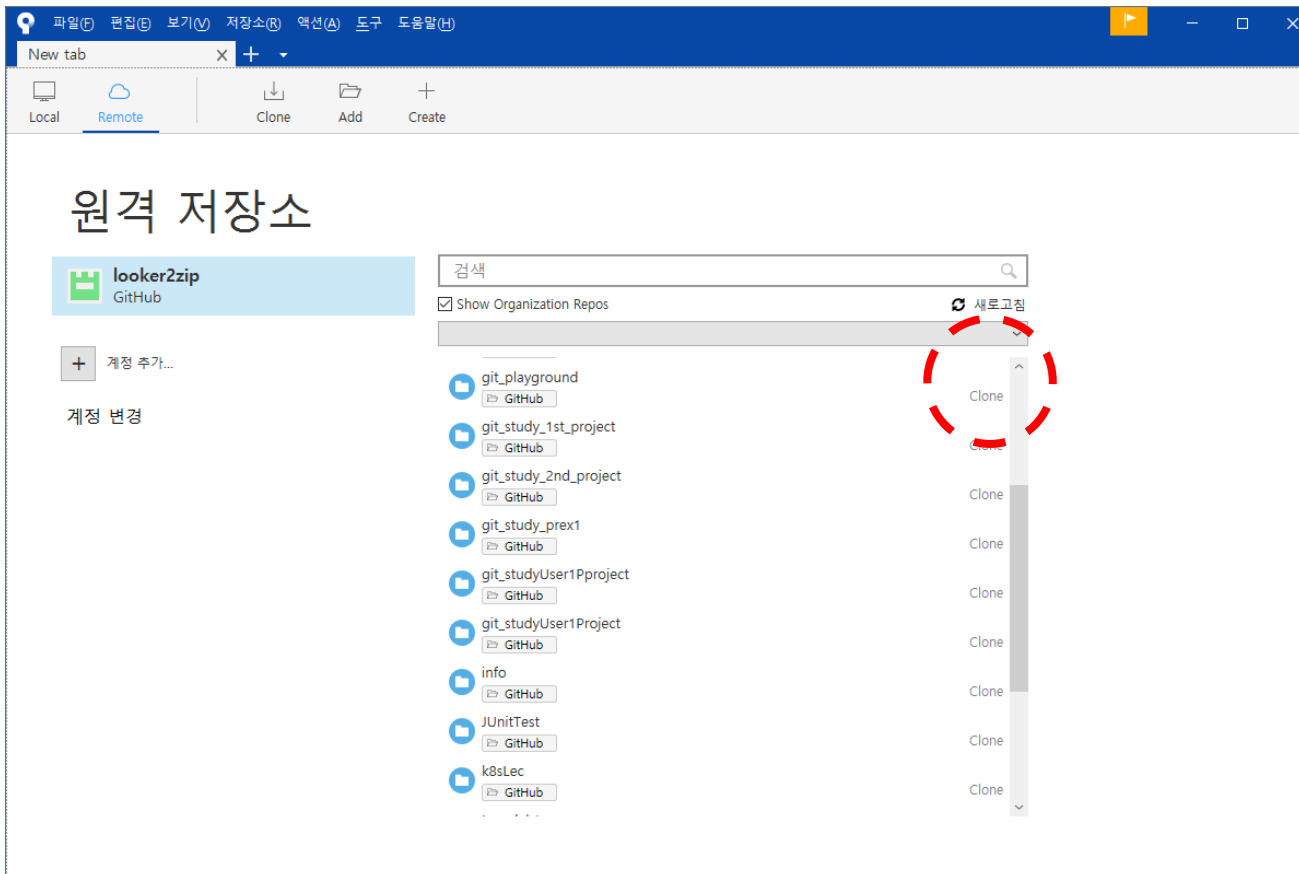 파일(F) 편집(E) 보기(V) 저장소(R) 액션(A) 도구 도움말(H)
New tab
Local Remote Clone Add Create
원격 저장소
looker2zip
GitHub
계정 추가...
계정 변경
검색
Show Organization Repos 새로고침
git_playground
GitHub Clone
git_study_1st_project
GitHub Clone
git_study_2nd_project
GitHub Clone
git_study_prex1
GitHub Clone
git_studyUser1Pproject
GitHub Clone
git_studyUser1Project
GitHub Clone
info
GitHub Clone
JUnitTest
GitHub Clone
k8sLec
GitHub Clone